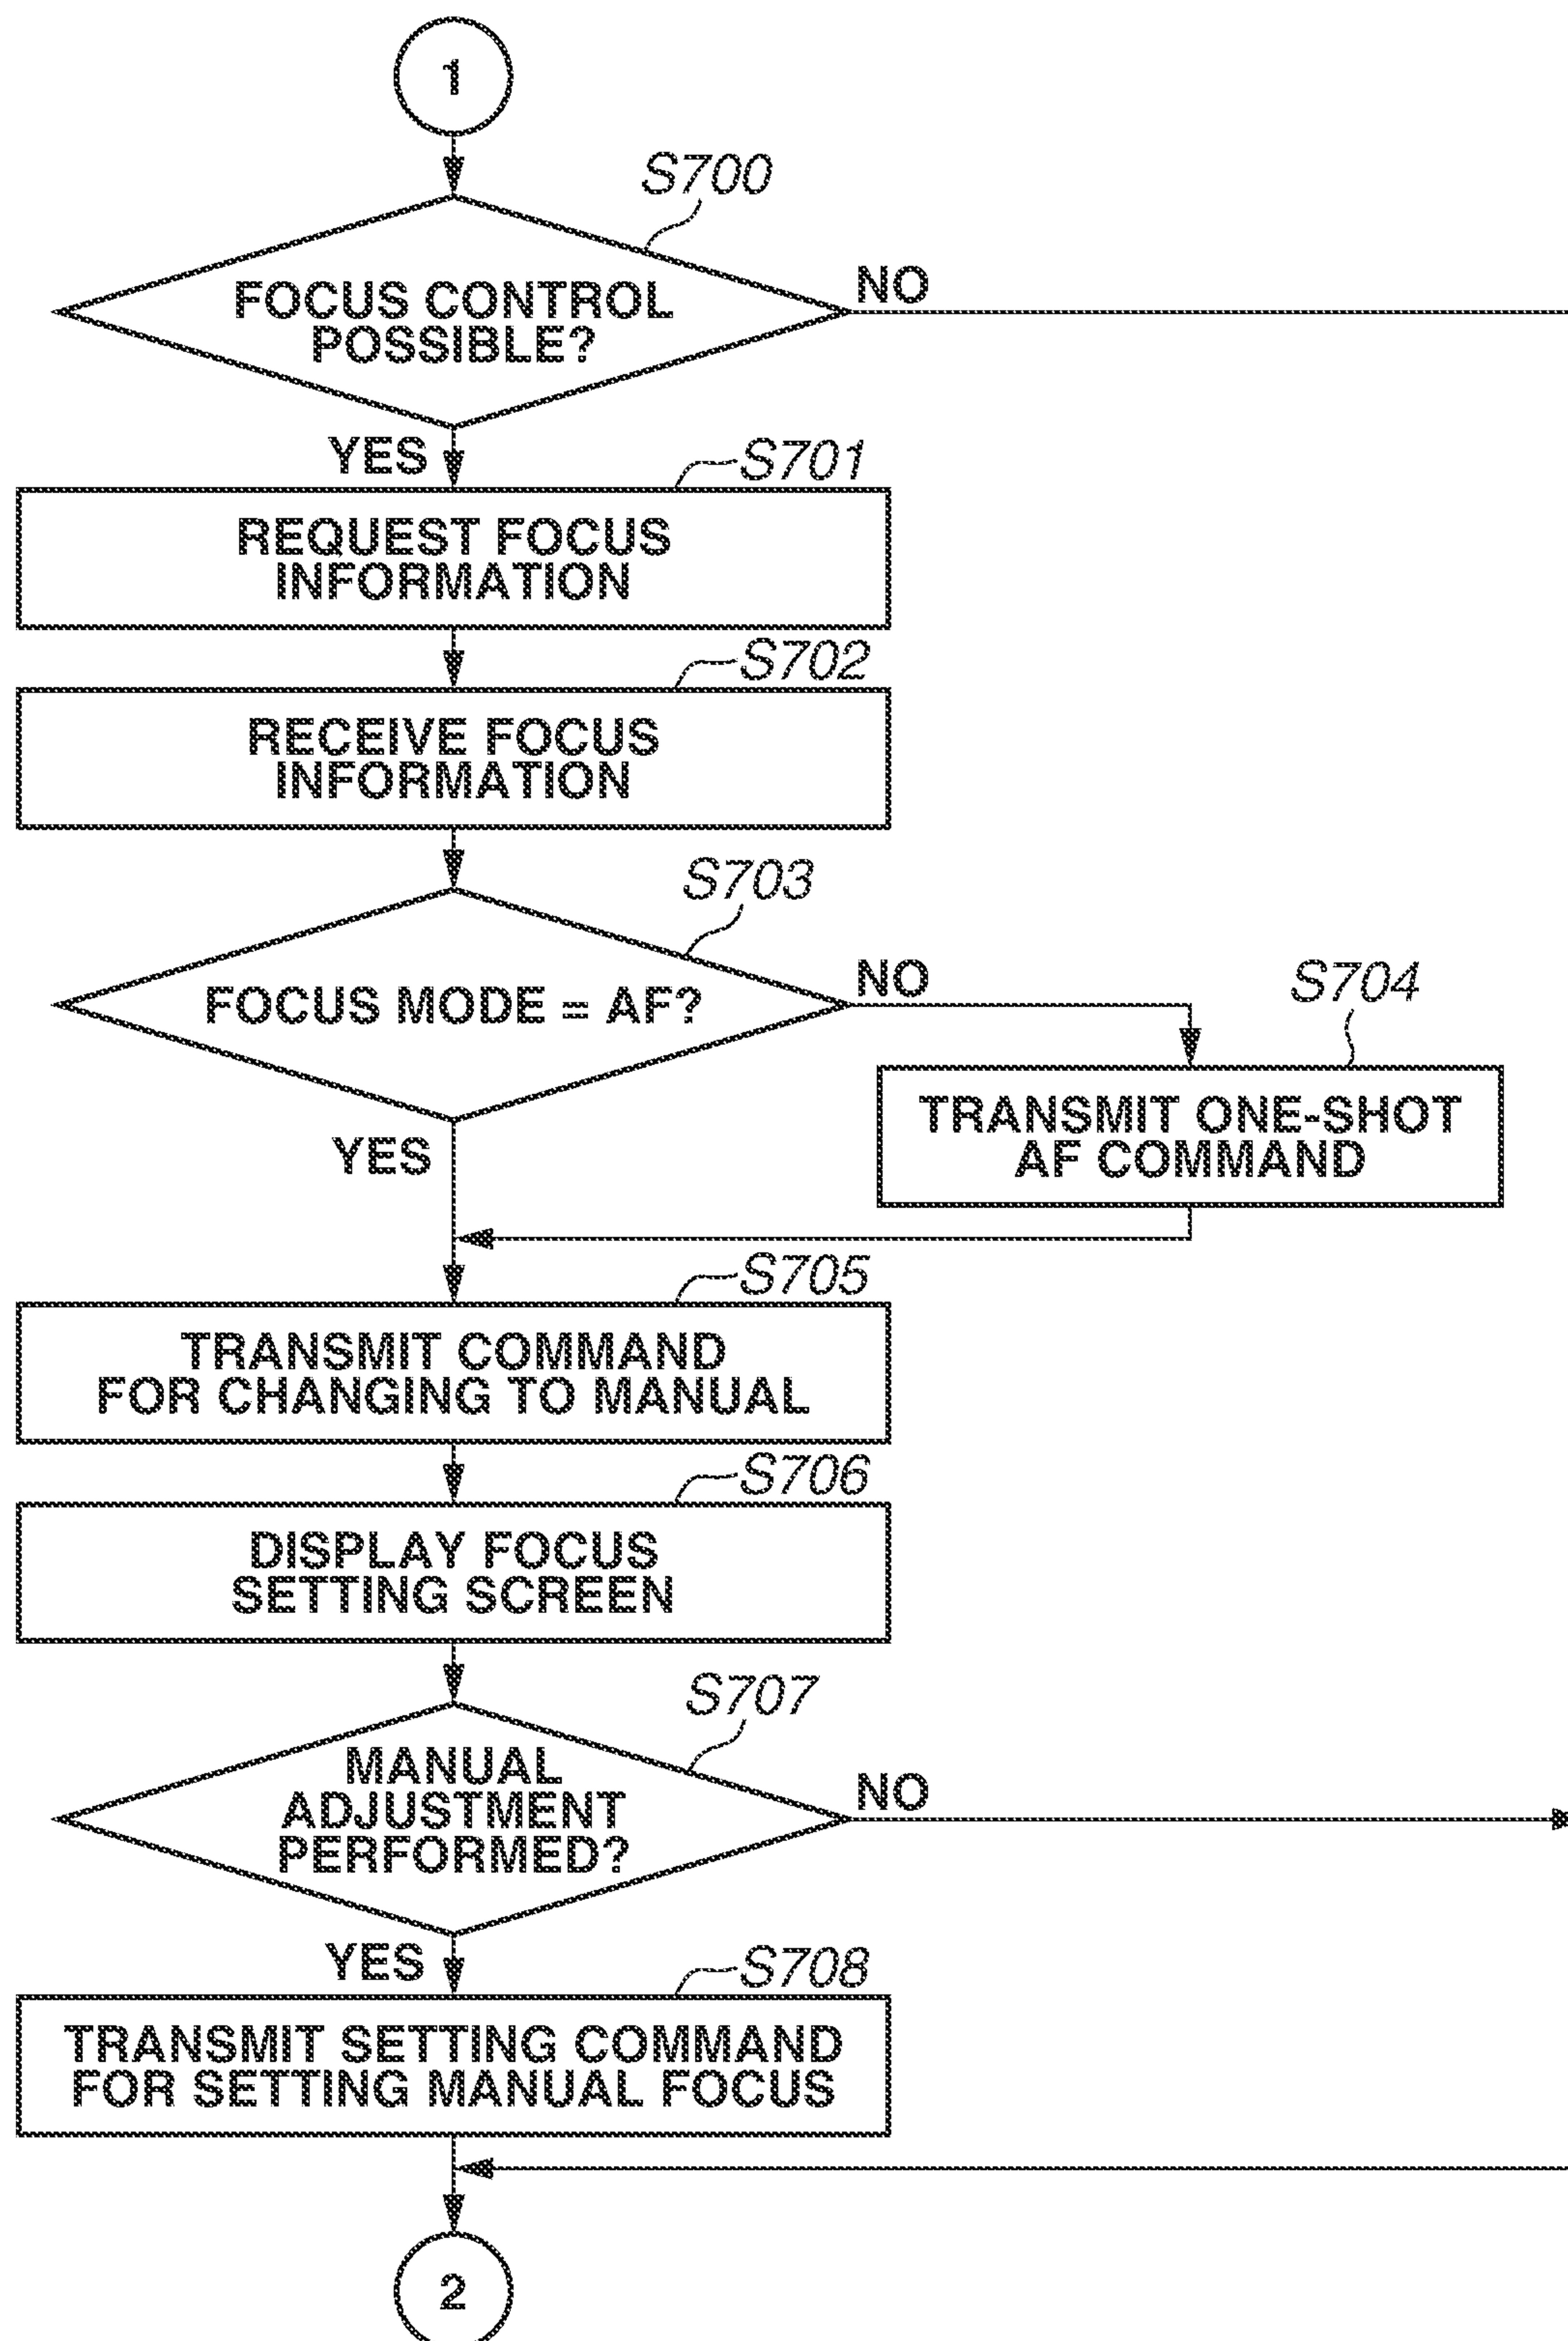 1
S700
FOCUS CONTROL
POSSIBLE?
NO
YES
S701
REQUEST FOCUS
INFORMATION
S702
RECEIVE FOCUS
INFORMATION
S703
FOCUS MODE = AF?
NO
YES
S704
TRANSMIT ONE-SHOT
AF COMMAND
S705
TRANSMIT COMMAND
FOR CHANGING TO MANUAL
S706
DISPLAY FOCUS
SETTING SCREEN
S707
MANUAL
ADJUSTMENT
PERFORMED?
NO
YES
S708
TRANSMIT SETTING COMMAND
FOR SETTING MANUAL FOCUS
2